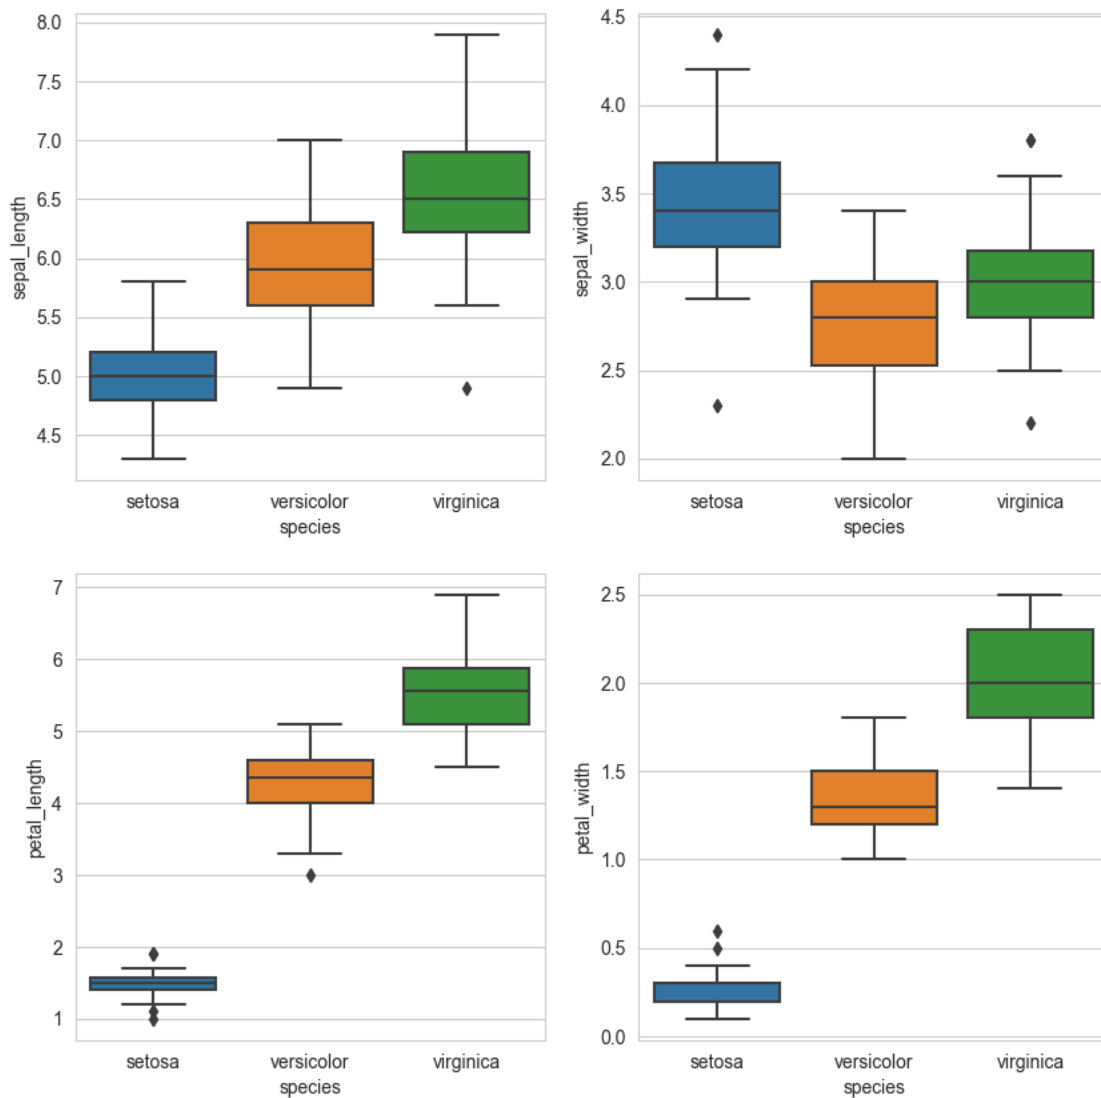 sepal_length
8.0
7.5
7.0
6.5
6.0
5.5
5.0
4.5
setosa versicolor virginica
species
sepal_width
4.5
4.0
3.5
3.0
2.5
2.0
setosa versicolor virginica
species
petal_length
7
6
5
4
3
2
1
setosa versicolor virginica
species
petal_width
2.5
2.0
1.5
1.0
0.5
0.0
setosa versicolor virginica
species